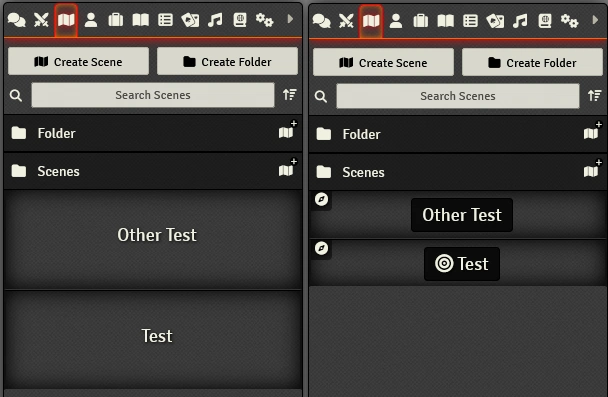 Create Scene
Create Folder
Search Scenes
Folder
Scenes
Other Test
Test
Create Scene
Create Folder
Search Scenes
Folder
Scenes
Other Test
Test